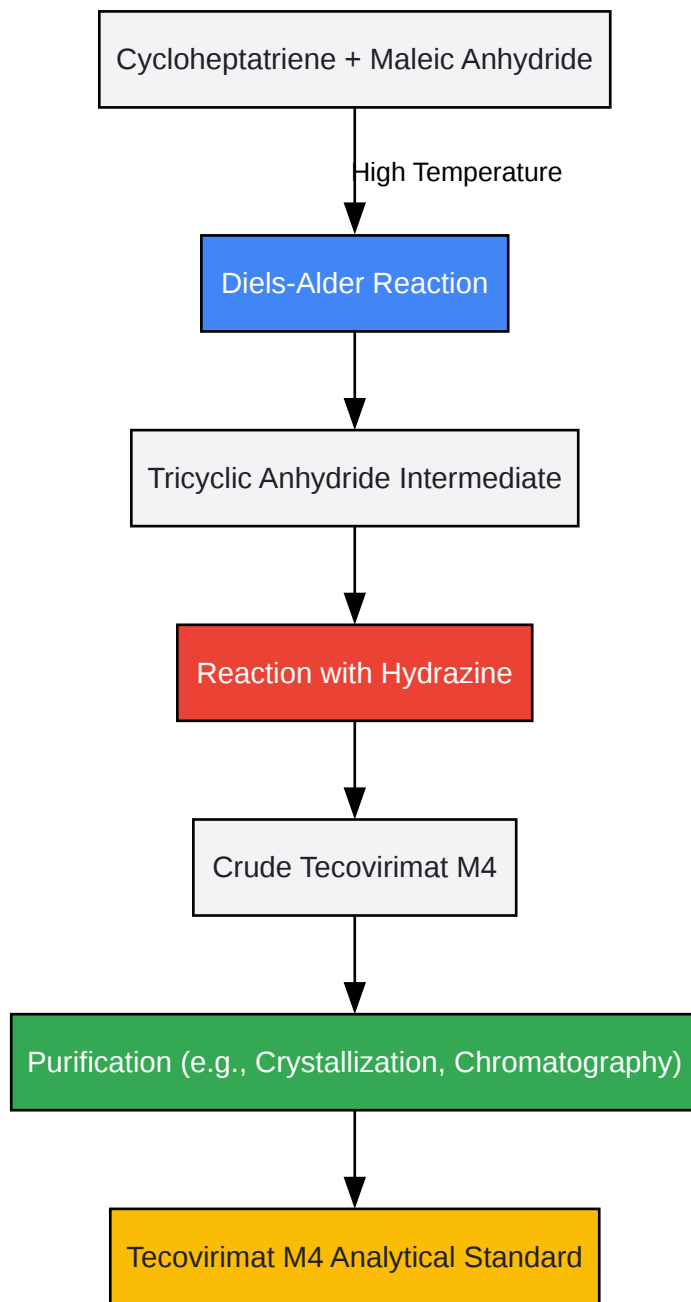 Cycloheptatriene + Maleic Anhydride
High Temperature
Diels-Alder Reaction
Tricyclic Anhydride Intermediate
Reaction with Hydrazine
Crude Tecovirimat M4
Purification (e.g., Crystallization, Chromatography)
Tecovirimat M4 Analytical Standard